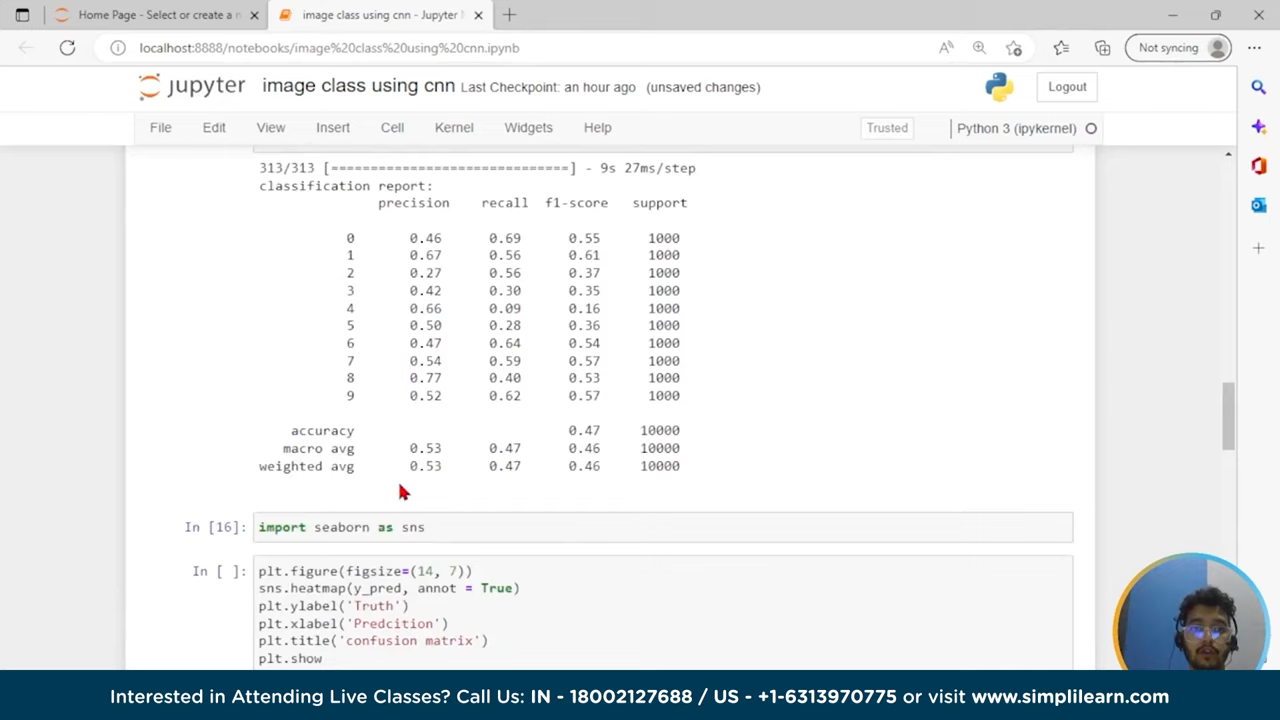 Home Page - Select or create a n
image class using cnn - Jupyter
localhost:8888/notebooks/image%20class%20using%20cnn.ipynb
Not syncing
jupyter image class using cnn Last Checkpoint: an hour ago (unsaved changes)
Logout
File Edit View Insert Cell Kernel Widgets Help
Trusted
Python 3 (ipykernel)
313/313 [==============================] - 9s 27ms/step
classification report:
precision recall f1-score support
0 0.46 0.69 0.55 1000
1 0.67 0.56 0.61 1000
2 0.27 0.56 0.37 1000
3 0.42 0.30 0.35 1000
4 0.66 0.09 0.16 1000
5 0.50 0.28 0.36 1000
6 0.47 0.64 0.54 1000
7 0.54 0.59 0.57 1000
8 0.77 0.40 0.53 1000
9 0.52 0.62 0.57 1000
accuracy 0.47 10000
macro avg 0.53 0.47 0.46 10000
weighted avg 0.53 0.47 0.46 10000
In [16]: import seaborn as sns
In [ ]: plt.figure(figsize=(14, 7))
sns.heatmap(y_pred, annot = True)
plt.ylabel('Truth')
plt.xlabel('Predcition')
plt.title('confusion matrix')
plt.show
Interested in Attending Live Classes? Call Us: IN - 18002127688 / US - +1-6313970775 or visit www.simplilearn.com